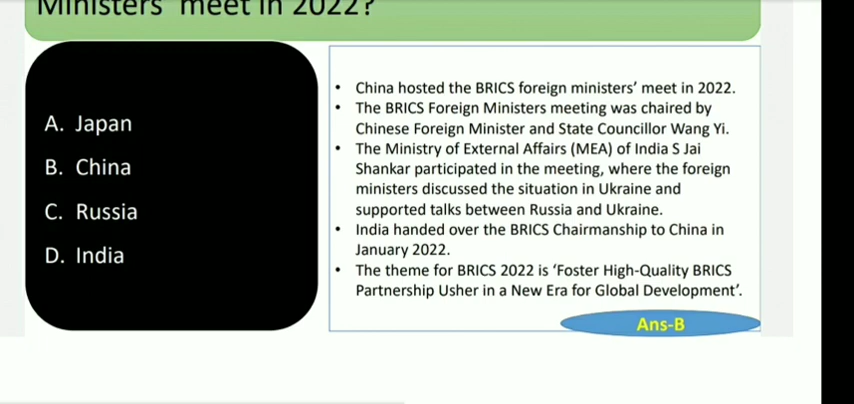 Ministers' meet in 2022?
A. Japan
B. China
C. Russia
D. India
• China hosted the BRICS foreign ministers' meet in 2022.
• The BRICS Foreign Ministers meeting was chaired by
Chinese Foreign Minister and State Councillor Wang Yi.
• The Ministry of External Affairs (MEA) of India S Jai
Shankar participated in the meeting, where the foreign
ministers discussed the situation in Ukraine and
supported talks between Russia and Ukraine.
• India handed over the BRICS Chairmanship to China in
January 2022.
• The theme for BRICS 2022 is ‘Foster High-Quality BRICS
Partnership Usher in a New Era for Global Development’.
Ans-B